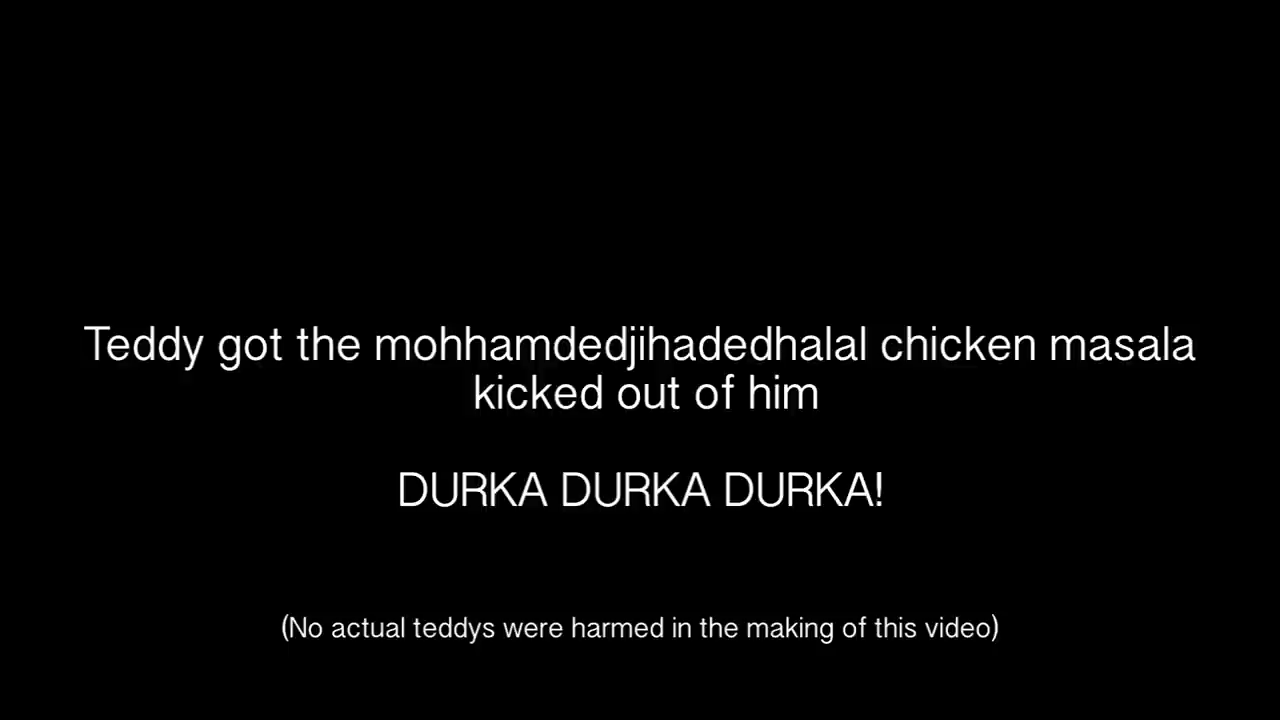 Teddy got the mohhamdedjihadedhalal chicken masala
kicked out of him
DURKA DURKA DURKA!
(No actual teddys were harmed in the making of this video)